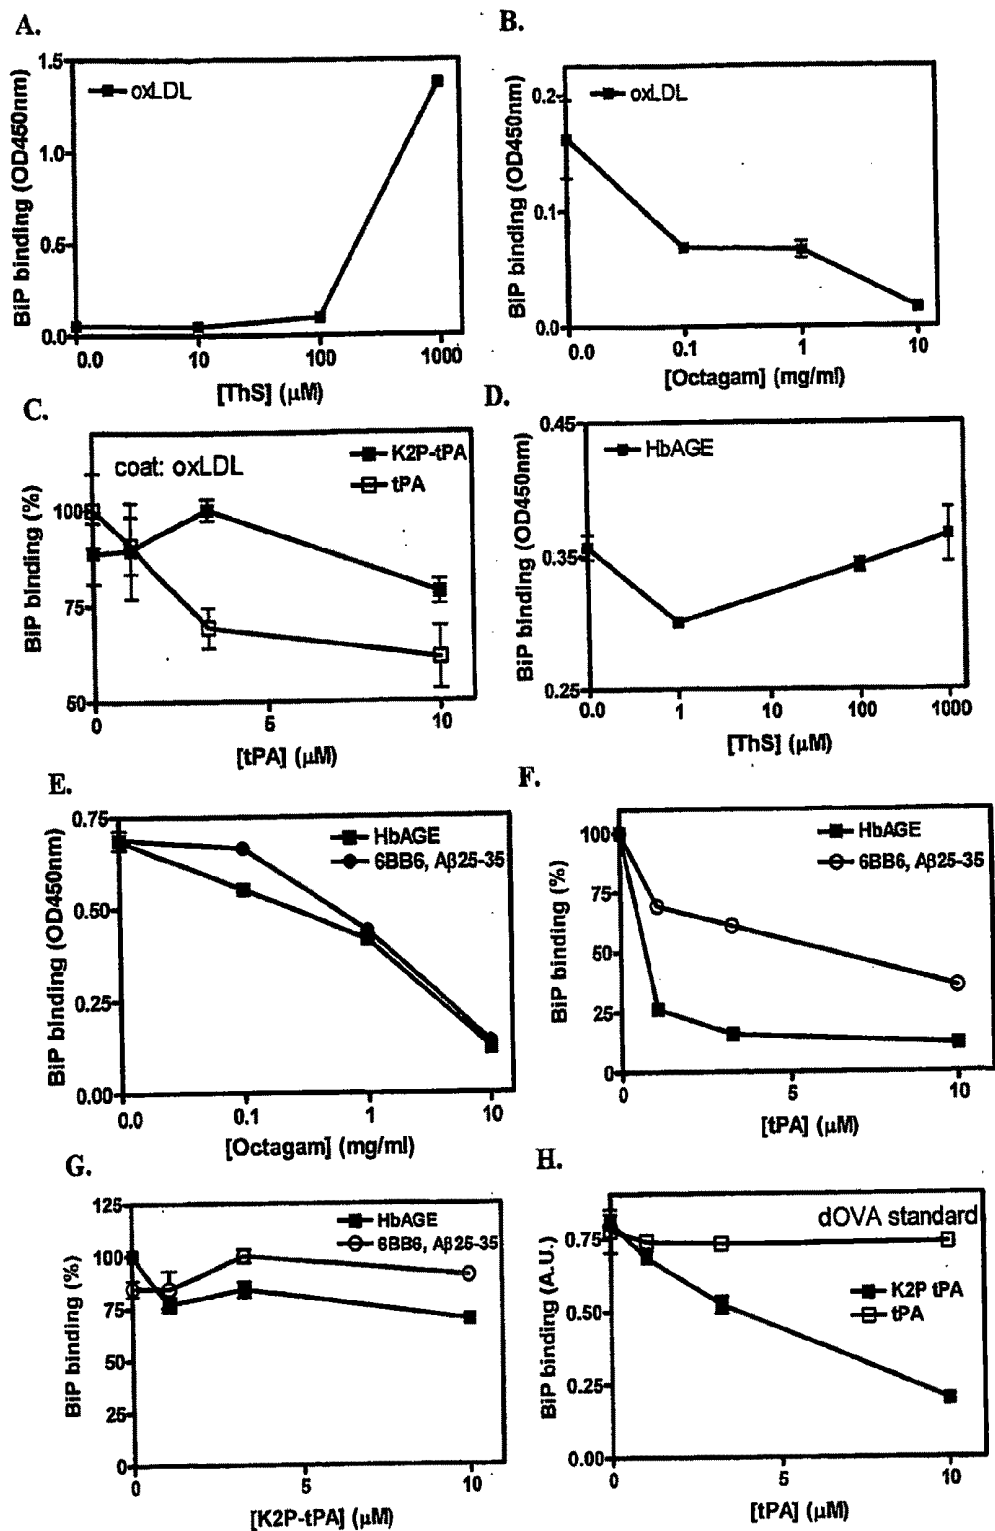 A.
1.5
1.0
0.5
0.0
BiP binding (OD450nm)
oxLDL
0.0 10 100 1000
[ThS] (µM)
B.
0.2
0.1
0.0
BiP binding (OD450nm)
oxLDL
0.0 0.1 1 10
[Octagam] (mg/ml)
C.
100
75
50
BiP binding (%)
coat: oxLDL
K2P-tPA
tPA
0 5 10
[tPA] (µM)
D.
0.45
0.35
0.25
BiP binding (OD450nm)
HbAGE
0.0 1 10 100 1000
[ThS] (µM)
E.
0.75
0.50
0.25
0.00
BiP binding (OD450nm)
HbAGE
6BB6, Aβ25-35
0.0 0.1 1 10
[Octagam] (mg/ml)
F.
100
75
50
25
0
BiP binding (%)
HbAGE
6BB6, Aβ25-35
0 5 10
[tPA] (µM)
G.
125
100
75
50
25
0
BiP binding (%)
HbAGE
6BB6, Aβ25-35
0 5 10
[K2P-tPA] (µM)
H.
0.75
0.50
0.25
0.00
BiP binding (A.U.)
dOVA standard
K2P tPA
tPA
0 5 10
[tPA] (µM)